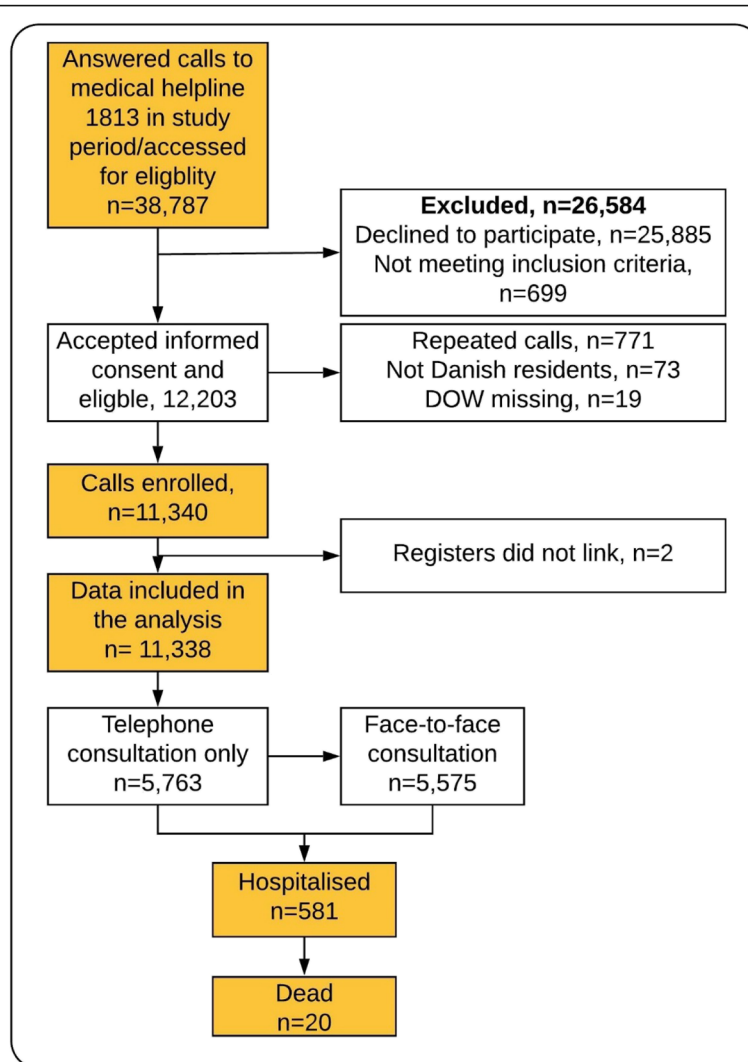 Answered calls to
medical helpline
1813 in study
period/accessed
for eligblity
n=38,787
Excluded, n=26,584
Declined to participate, n=25,885
Not meeting inclusion criteria,
n=699
Accepted informed
consent and
eligble, 12,203
Repeated calls, n=771
Not Danish residents, n=73
DOW missing, n=19
Calls enrolled,
n=11,340
Registers did not link, n=2
Data included in
the analysis
n= 11,338
Telephone
consultation only
n=5,763
Face-to-face
consultation
n=5,575
Hospitalised
n=581
Dead
n=20